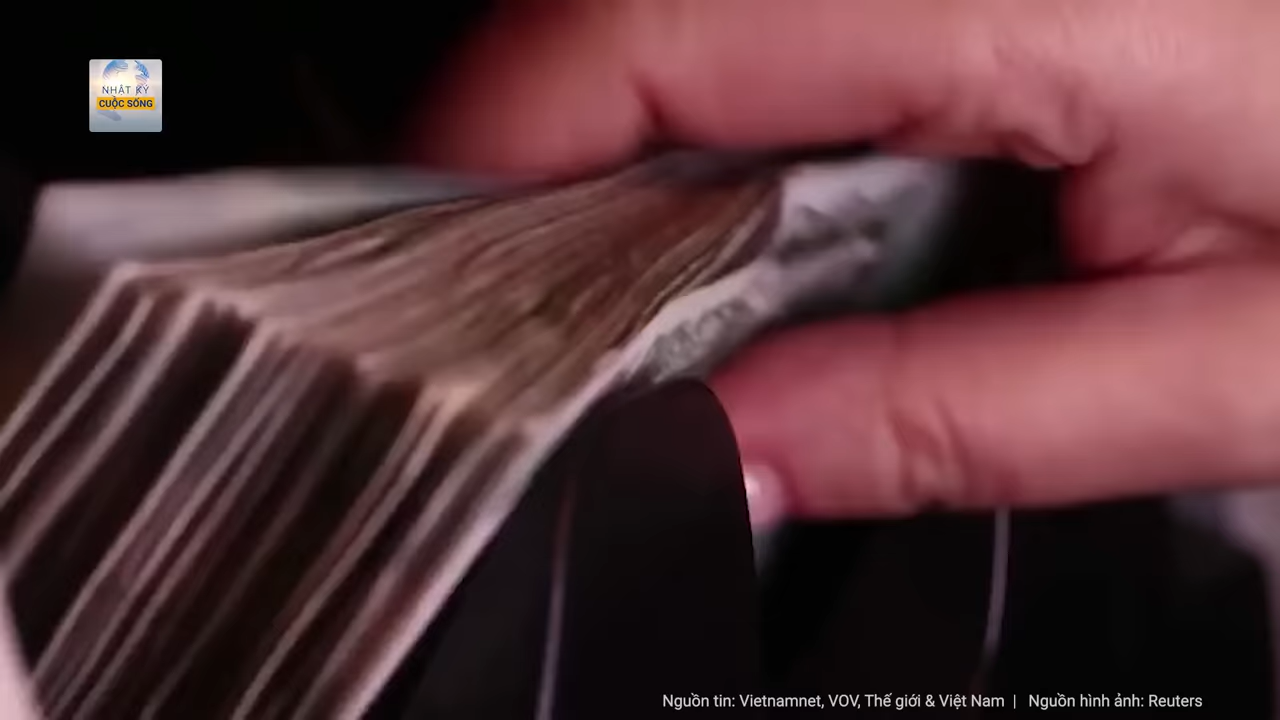 NHẬT KÝ
CUỘC SỐNG
Nguồn tin: Vietnamnet, VOV, Thế giới & Việt Nam | Nguồn hình ảnh: Reuters